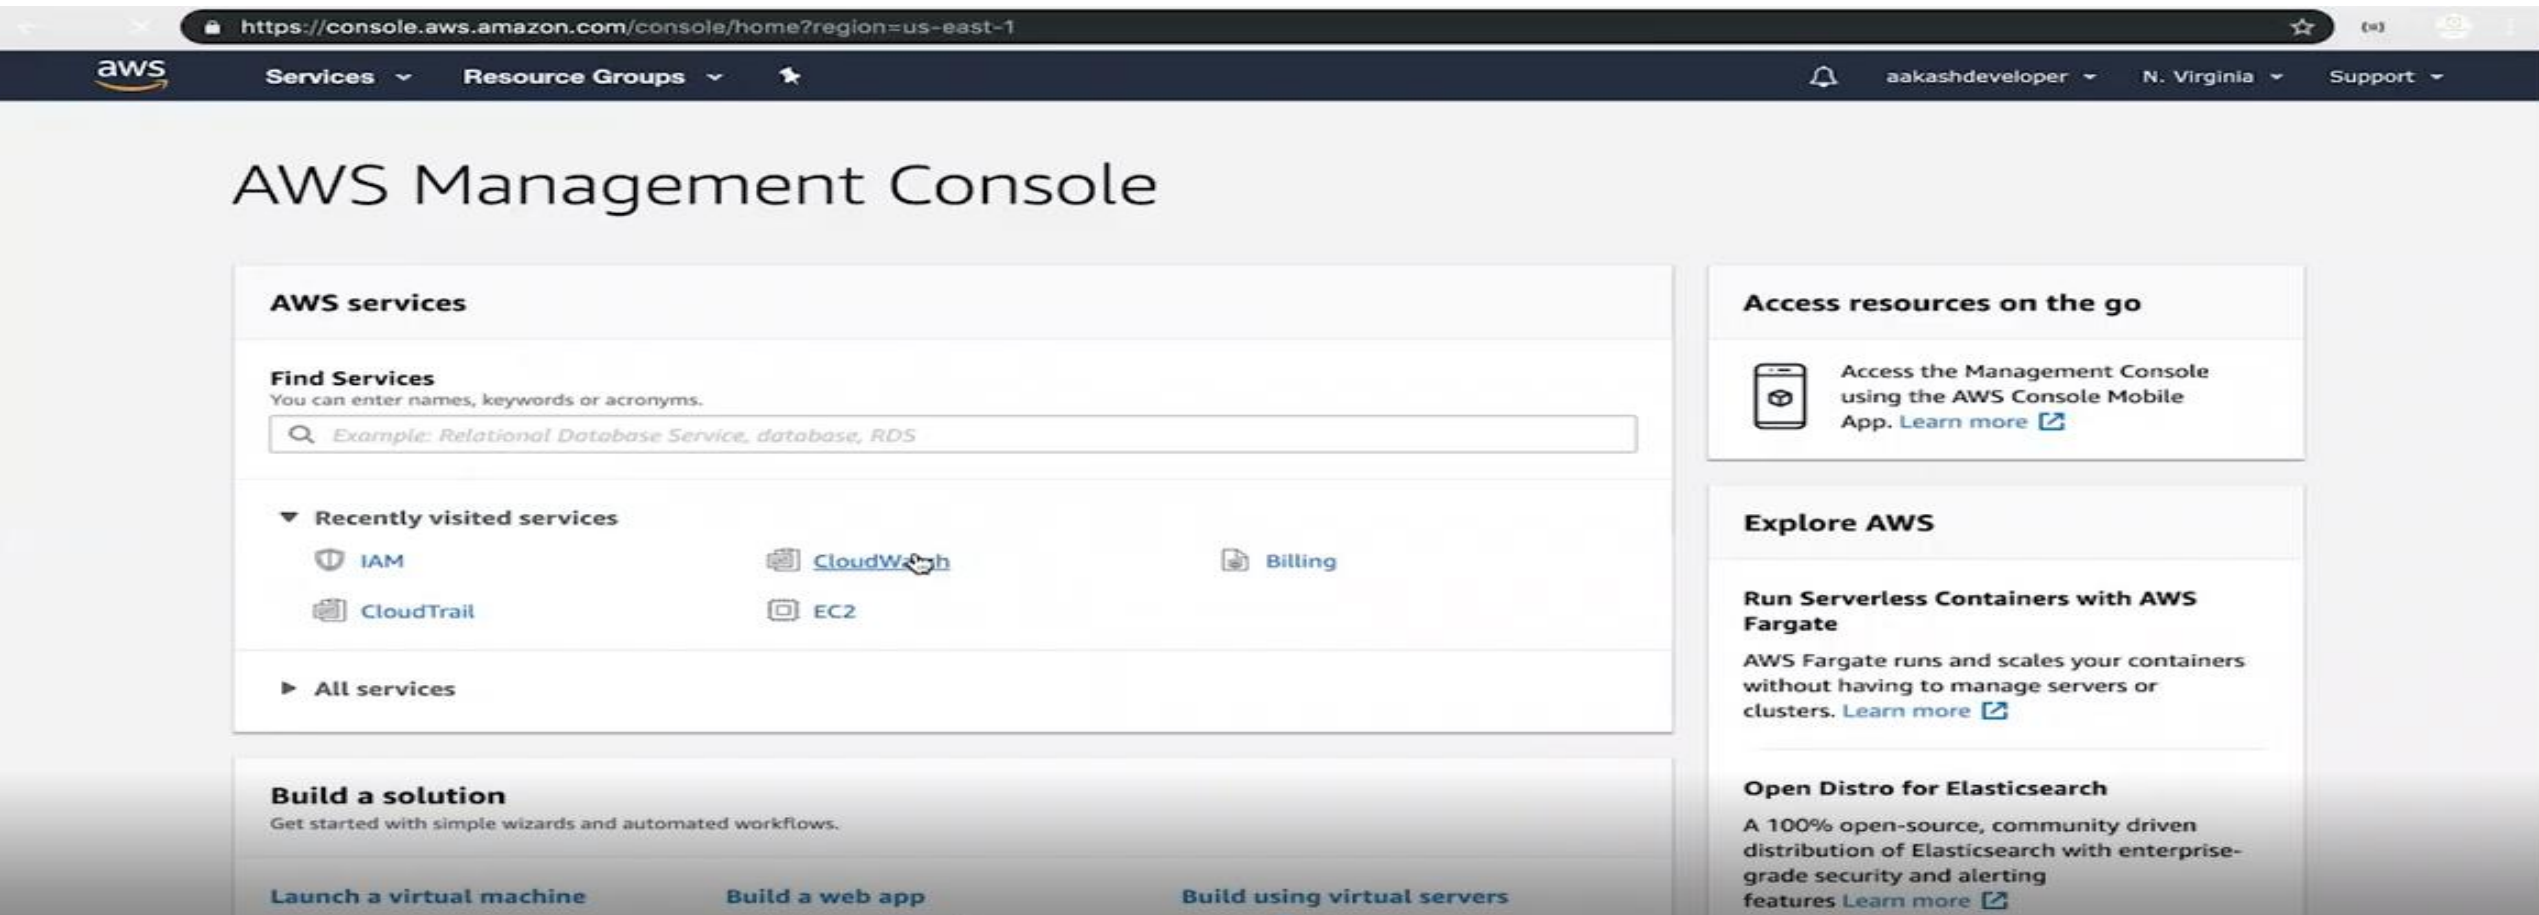 https://console.aws.amazon.com/console/home?region=us-east-1
aws
Services
Resource Groups
aakashdeveloper
N. Virginia
Support
AWS Management Console
AWS services
Find Services
You can enter names, keywords or acronyms.
Example: Relational Database Service, database, RDS
Recently visited services
IAM
CloudWatch
Billing
CloudTrail
EC2
All services
Build a solution
Get started with simple wizards and automated workflows.
Launch a virtual machine
Build a web app
Build using virtual servers
Access resources on the go
Access the Management Console
using the AWS Console Mobile
App. Learn more
Explore AWS
Run Serverless Containers with AWS
Fargate
AWS Fargate runs and scales your containers
without having to manage servers or
clusters. Learn more
Open Distro for Elasticsearch
A 100% open-source, community driven
distribution of Elasticsearch with enterprise-
grade security and alerting
features Learn more